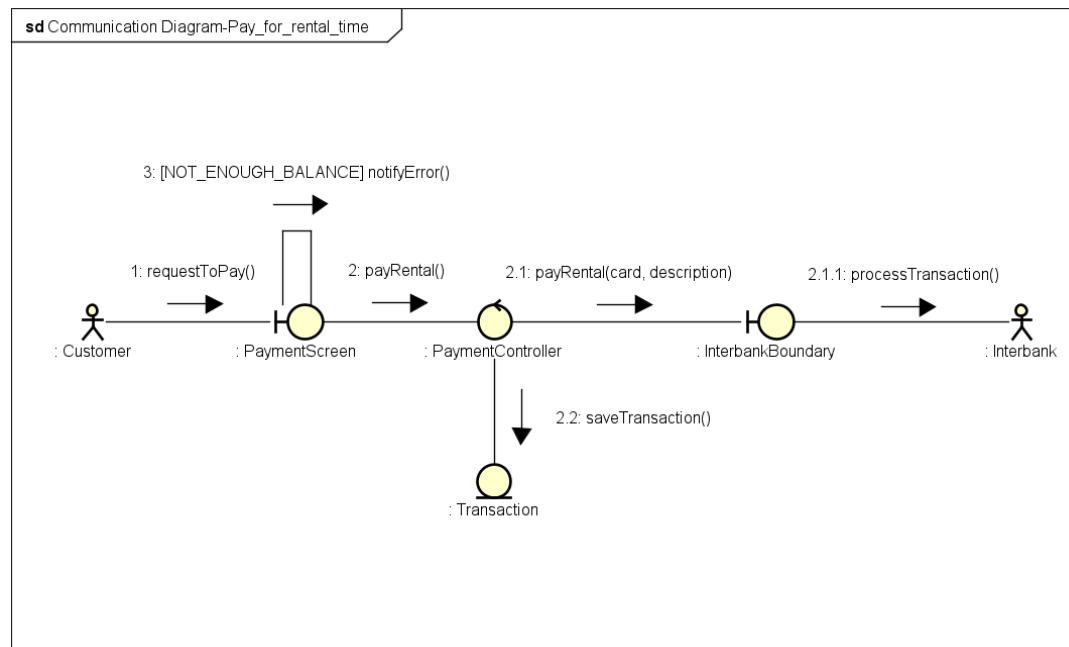 sd Communication Diagram-Pay_for_rental_time
3: [NOT_ENOUGH_BALANCE] notifyError()
1: requestToPay()
2: payRental()
2.1: payRental(card, description)
2.1.1: processTransaction()
: Customer
: PaymentScreen
: PaymentController
: InterbankBoundary
: Interbank
2.2: saveTransaction()
: Transaction